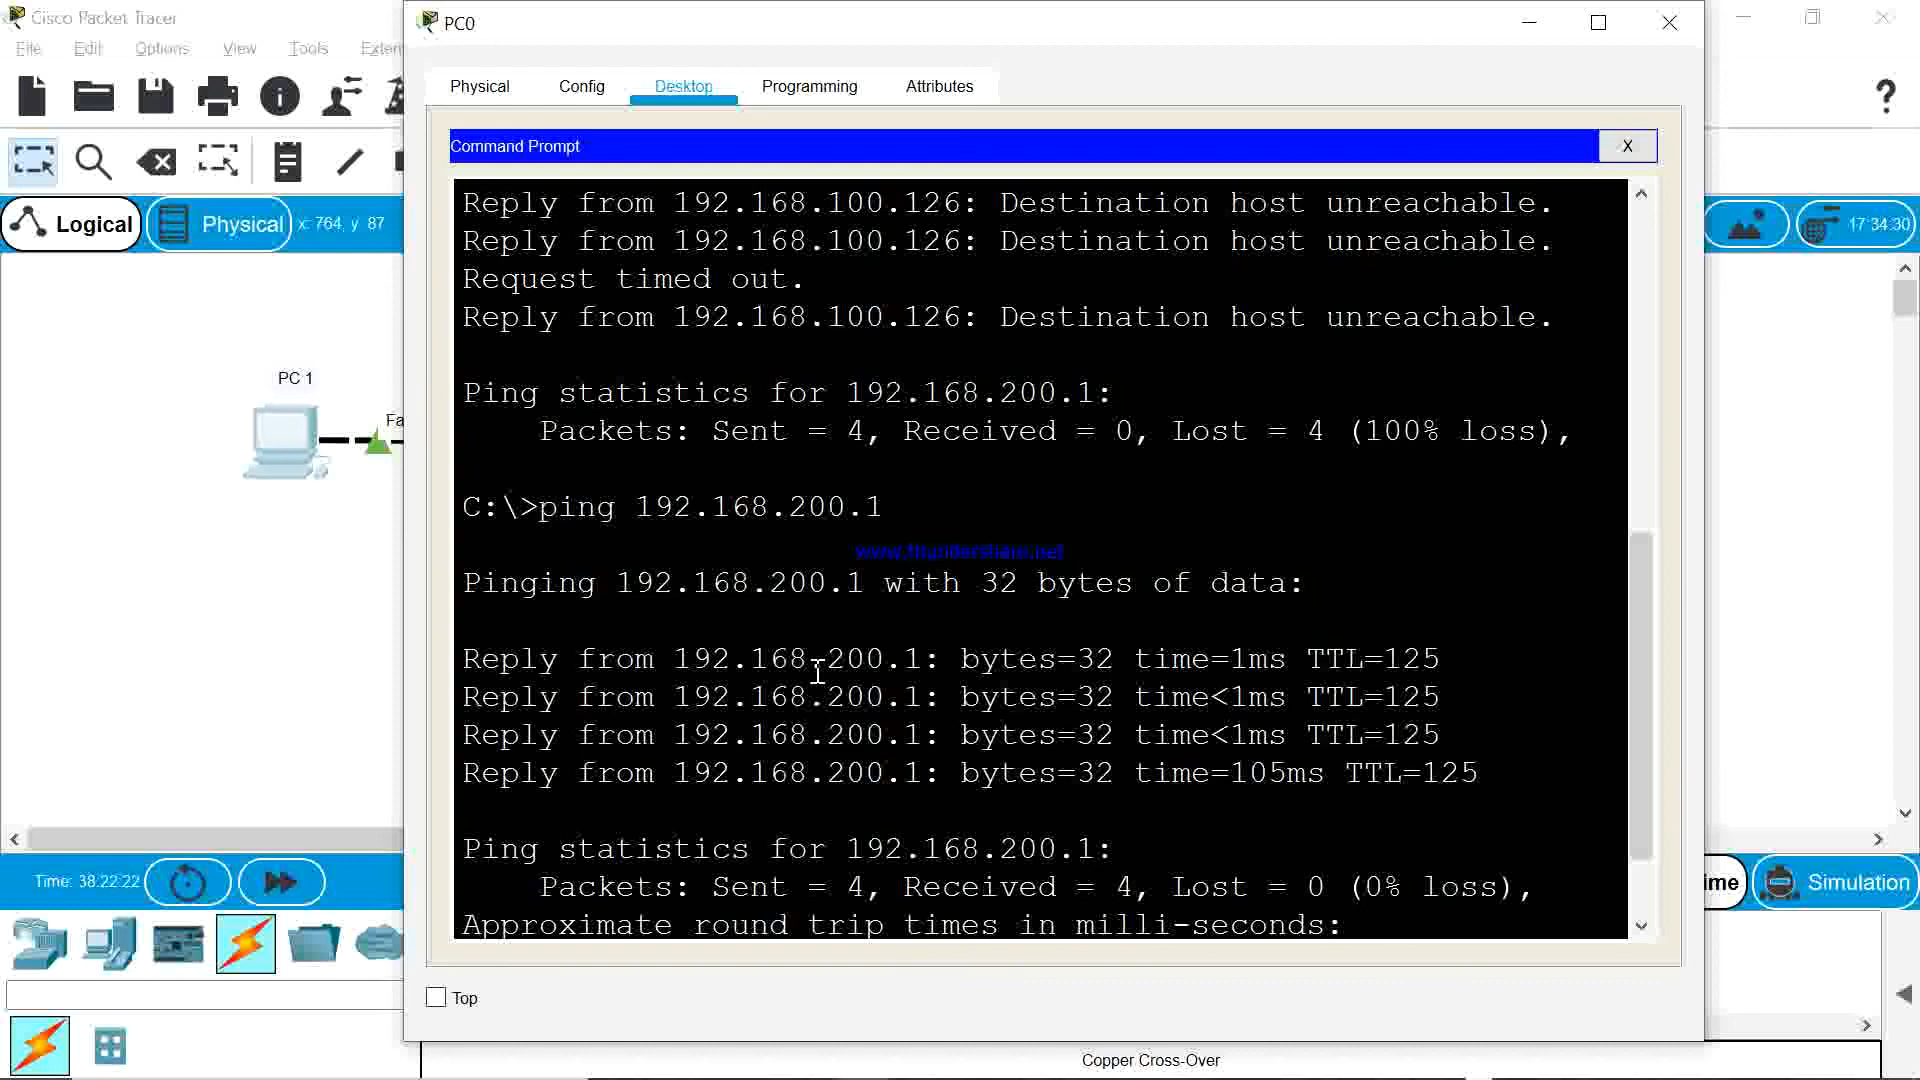 Cisco Packet Tracer
PC0
File Edit Options View Tools Exten
Physical Config Desktop Programming Attributes
Command Prompt
X
Logical
Physical
x: 764, y: 87
17:34:30
Reply from 192.168.100.126: Destination host unreachable.
Reply from 192.168.100.126: Destination host unreachable.
Request timed out.
Reply from 192.168.100.126: Destination host unreachable.
Ping statistics for 192.168.200.1:
Packets: Sent = 4, Received = 0, Lost = 4 (100% loss),
C:\>ping 192.168.200.1
www.thundershare.net
Pinging 192.168.200.1 with 32 bytes of data:
Reply from 192.168.200.1: bytes=32 time=1ms TTL=125
Reply from 192.168.200.1: bytes=32 time<1ms TTL=125
Reply from 192.168.200.1: bytes=32 time<1ms TTL=125
Reply from 192.168.200.1: bytes=32 time=105ms TTL=125
Ping statistics for 192.168.200.1:
Packets: Sent = 4, Received = 4, Lost = 0 (0% loss),
Approximate round trip times in milli-seconds:
PC 1
Fa
Time: 38:22:22
ime
Simulation
Top
Copper Cross-Over